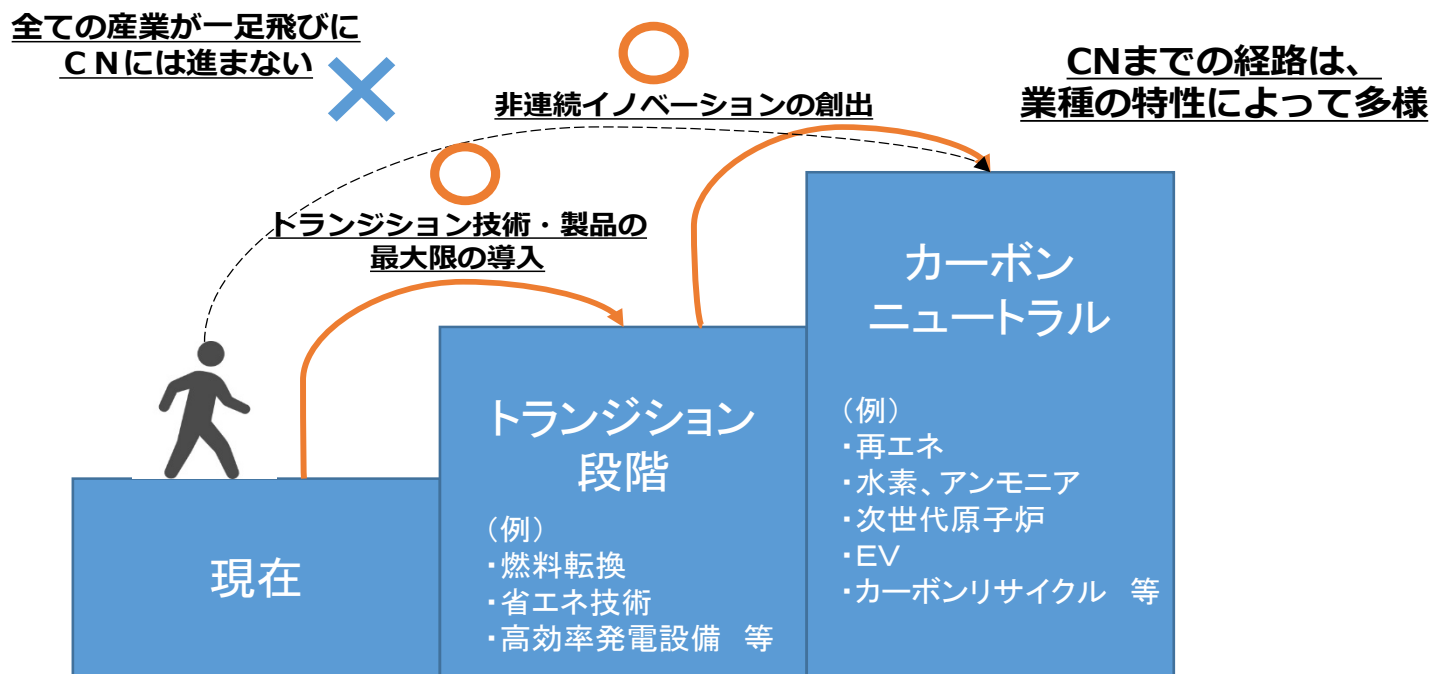 全ての産業が一足飛びに
ＣＮには進まない
非連続イノベーションの創出
CNまでの経路は、
業種の特性によって多様
トランジション技術・製品の
最大限の導入
現在
トランジション
段階
（例）
・燃料転換
・省エネ技術
・高効率発電設備　等
カーボン
ニュートラル
（例）
・再エネ
・水素、アンモニア
・次世代原子炉
・ＥＶ
・カーボンリサイクル　等